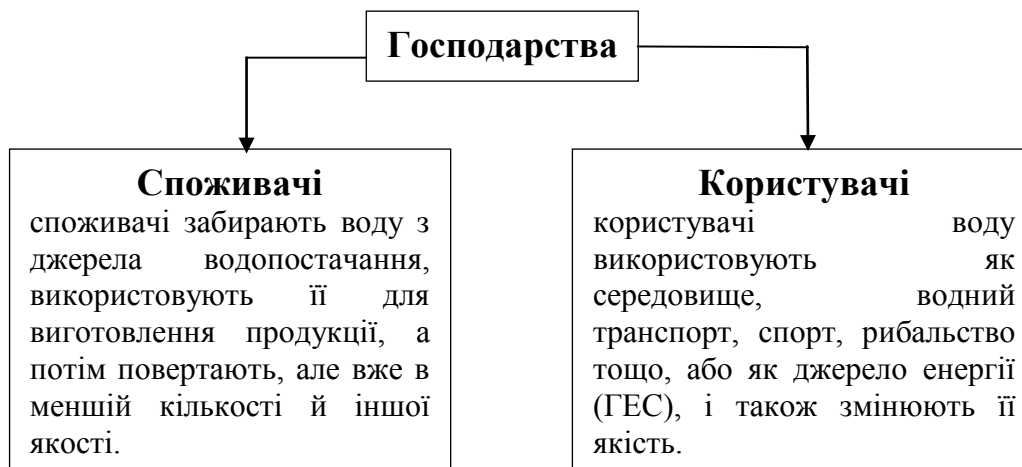 Господарства
Споживачі
споживачі забирають воду з
джерела водопостачання,
використовують її для
виготовлення продукції, а
потім повертають, але вже в
меншій кількості й іншої
якості.
Користувачі
користувачі воду
використовують як
середовище, водний
транспорт, спорт, рибальство
тощо, або як джерело енергії
(ГЕС), і також змінюють її
якість.